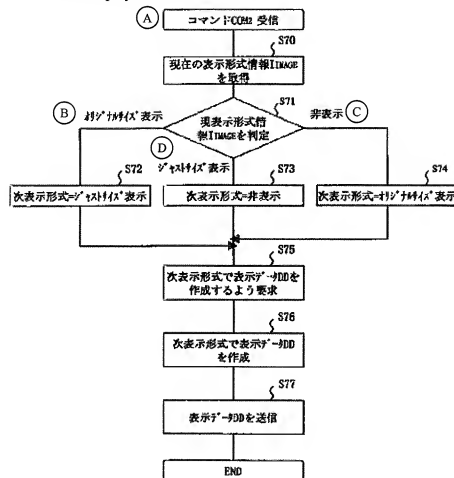 A
コマンドCOM2 受信
S70
現在の表示形式情報IIMAGE
を取得
S71
B
オリジナルサイズ表示
現表示形式情
報IIMAGEを判定
非表示
C
D
ジャストサイズ表示
S72
次表示形式=ジャストサイズ表示
S73
次表示形式=非表示
S74
次表示形式=オリジナルサイズ表示
S75
次表示形式で表示データDDを
作成するよう要求
S76
次表示形式で表示データDD
を作成
S77
表示データDDを送信
END